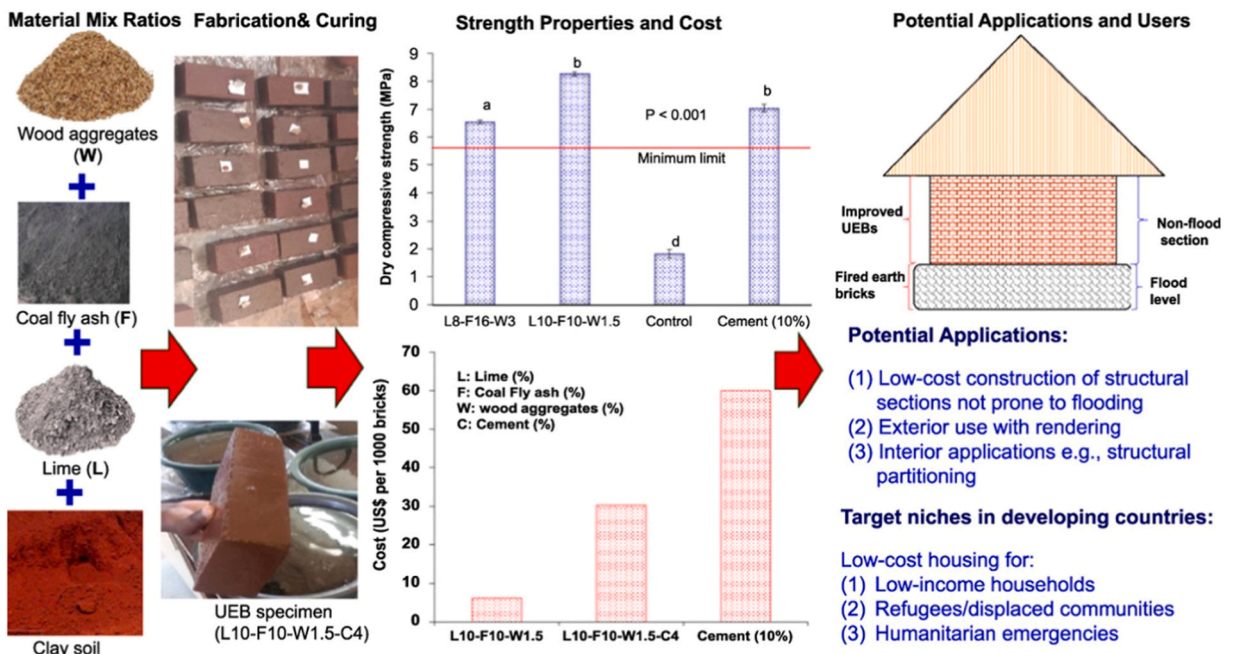 Material Mix Ratios
Wood aggregates
(W)
+
Coal fly ash (F)
+
Lime (L)
+
Clay soil
Fabrication& Curing
UEB specimen
(L10-F10-W1.5-C4)
Strength Properties and Cost
Dry compressive strength (MPa)
9
8
7
6
5
4
3
2
1
0
a
b
d
b
P < 0.001
Minimum limit
L8-F16-W3
L10-F10-W1.5
Control
Cement (10%)
Cost (US$ per 1000 bricks)
70
60
50
40
30
20
10
0
L: Lime (%)
F: Coal Fly ash (%)
W: wood aggregates (%)
C: Cement (%)
L10-F10-W1.5
L10-F10-W1.5-C4
Cement (10%)
Potential Applications and Users
Improved
UEBs
Fired earth
bricks
Non-flood
section
Flood
level
Potential Applications:
(1) Low-cost construction of structural
sections not prone to flooding
(2) Exterior use with rendering
(3) Interior applications e.g., structural
partitioning
Target niches in developing countries:
Low-cost housing for:
(1) Low-income households
(2) Refugees/displaced communities
(3) Humanitarian emergencies